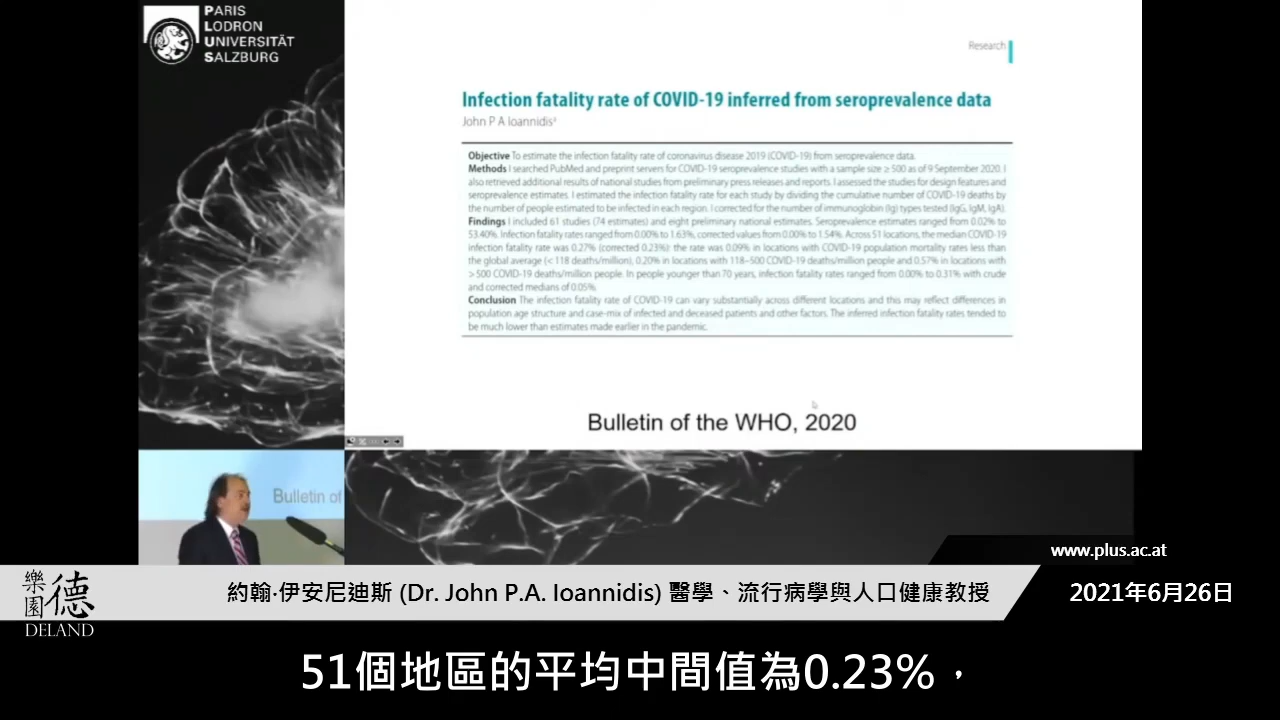 PARIS
LODRON
UNIVERSITÄT
SALZBURG
Research
Infection fatality rate of COVID-19 inferred from seroprevalence data
John P A Ioannidisª
Objective To estimate the infection fatality rate of coronavirus disease 2019 (COVID-19) from seroprevalence data.
Methods I searched PubMed and preprint servers for COVID-19 seroprevalence studies with a sample size ≥ 500 as of 9 September 2020. I
also retrieved additional results of national studies from preliminary press releases and reports. I assessed the studies for design features and
seroprevalence estimates. I estimated the infection fatality rate for each study by dividing the cumulative number of COVID-19 deaths by
the number of people estimated to be infected in each region. I corrected for the number of immunoglobin (Ig) types tested (IgG, IgM, IgA).
Findings I included 61 studies (74 estimates) and eight preliminary national estimates. Seroprevalence estimates ranged from 0.02% to
53.40%. Infection fatality rates ranged from 0.00% to 1.63%, corrected values from 0.00% to 1.54%. Across 51 locations, the median COVID-19
infection fatality rate was 0.27% (corrected 0.23%): the rate was 0.09% in locations with COVID-19 population mortality rates less than
the global average (< 118 deaths/million), 0.20% in locations with 118–500 COVID-19 deaths/million people and 0.57% in locations with
> 500 COVID-19 deaths/million people. In people younger than 70 years, infection fatality rates ranged from 0.00% to 0.31% with crude
and corrected medians of 0.05%.
Conclusion The infection fatality rate of COVID-19 can vary substantially across different locations and this may reflect differences in
population age structure and case-mix of infected and deceased patients and other factors. The inferred infection fatality rates tended to
be much lower than estimates made earlier in the pandemic.
Bulletin of the WHO, 2020
Bulletin of
www.plus.ac.at
樂園德
DELAND
約翰·伊安尼迪斯 (Dr. John P.A. Ioannidis) 醫學、流行病學與人口健康教授
2021年6月26日
51個地區的平均中間值為0.23%，